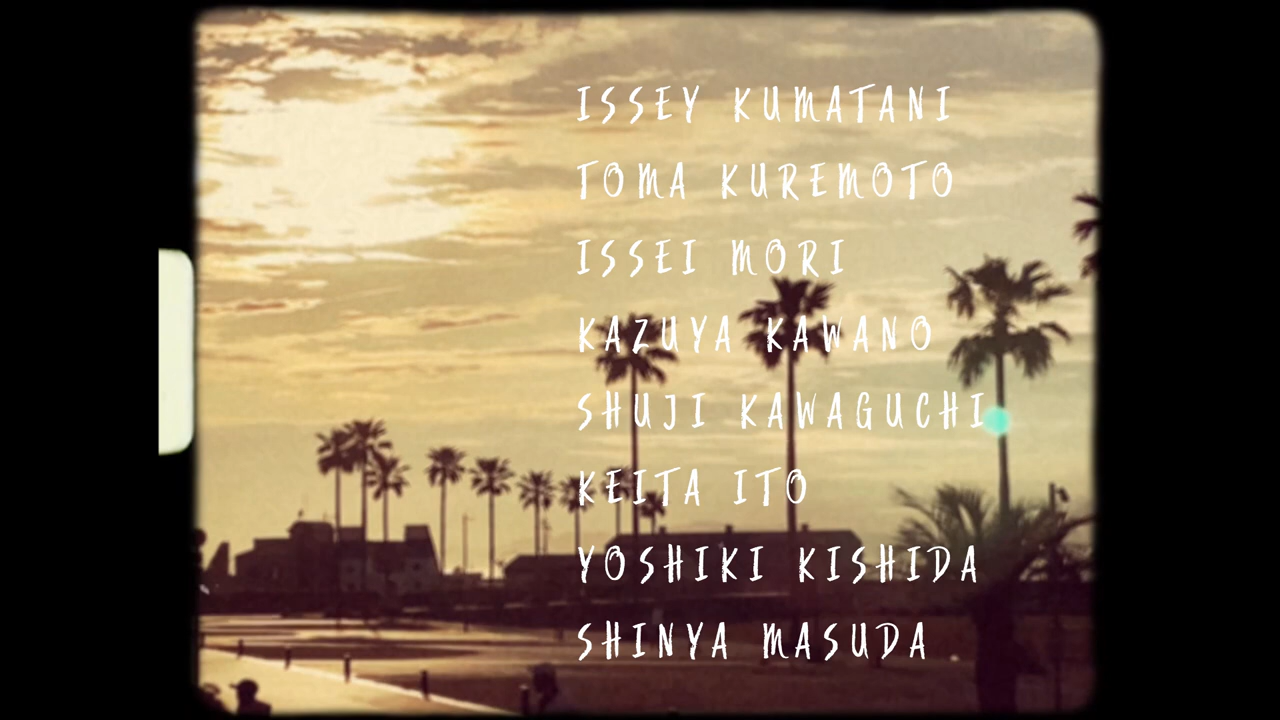 ISSEY KUMATANI
TOMA KUREMOTO
ISSEI MORI
KAZUYA KAWANO
SHUJI KAWAGUCHI
KEITA ITO
YOSHIKI KISHIDA
SHINYA MASUDA